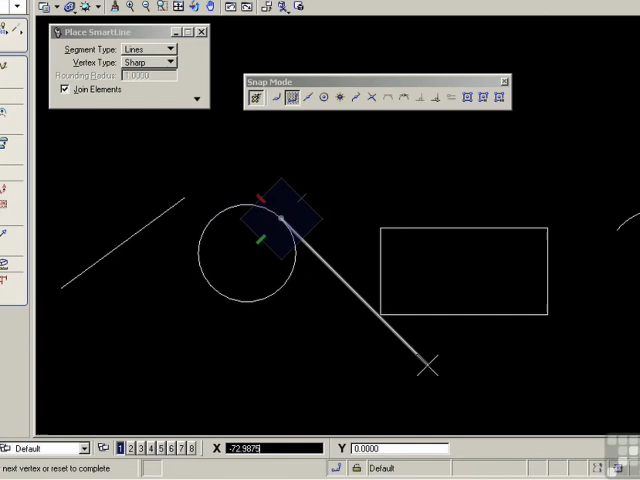 Place SmartLine
Segment Type: Lines
Vertex Type: Sharp
Rounding Radius: 1.0000
Join Elements
Snap Mode
Default
1 2 3 4 5 6 7 8
X -72.9875
Y 0.0000
next vertex or reset to complete
Default